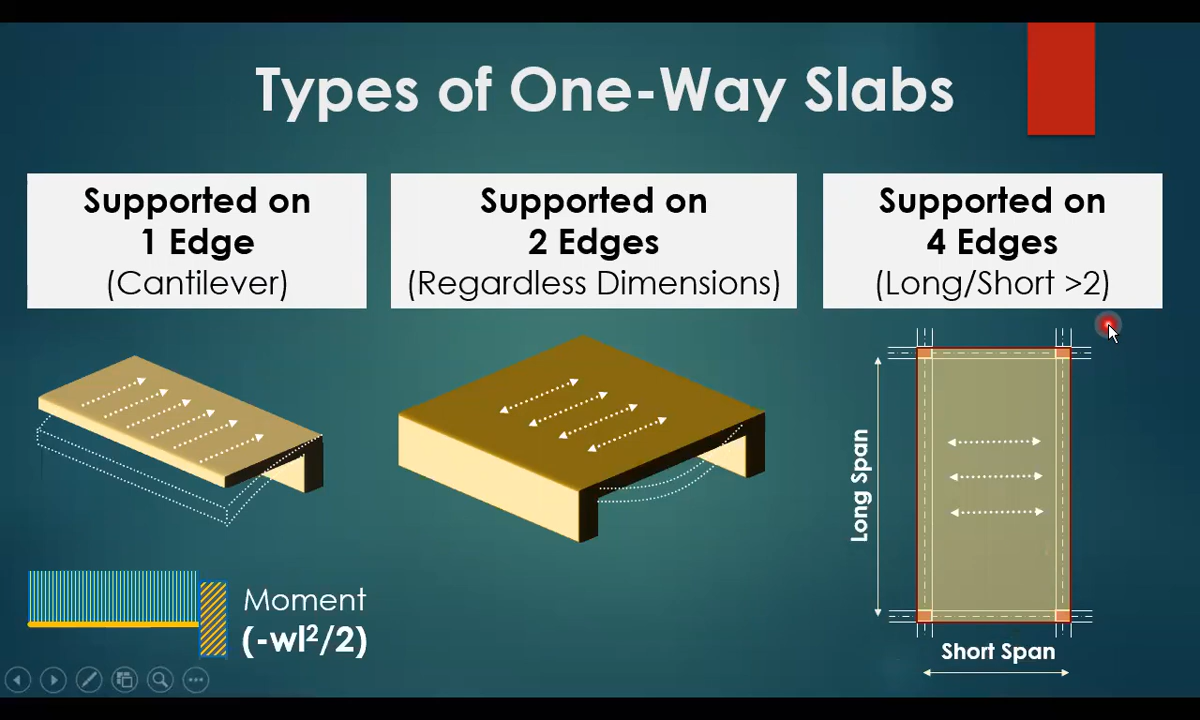 Types of One-Way Slabs
Supported on
1 Edge
(Cantilever)
Supported on
2 Edges
(Regardless Dimensions)
Supported on
4 Edges
(Long/Short >2)
Long Span
Short Span
Moment
(-wl²/2)